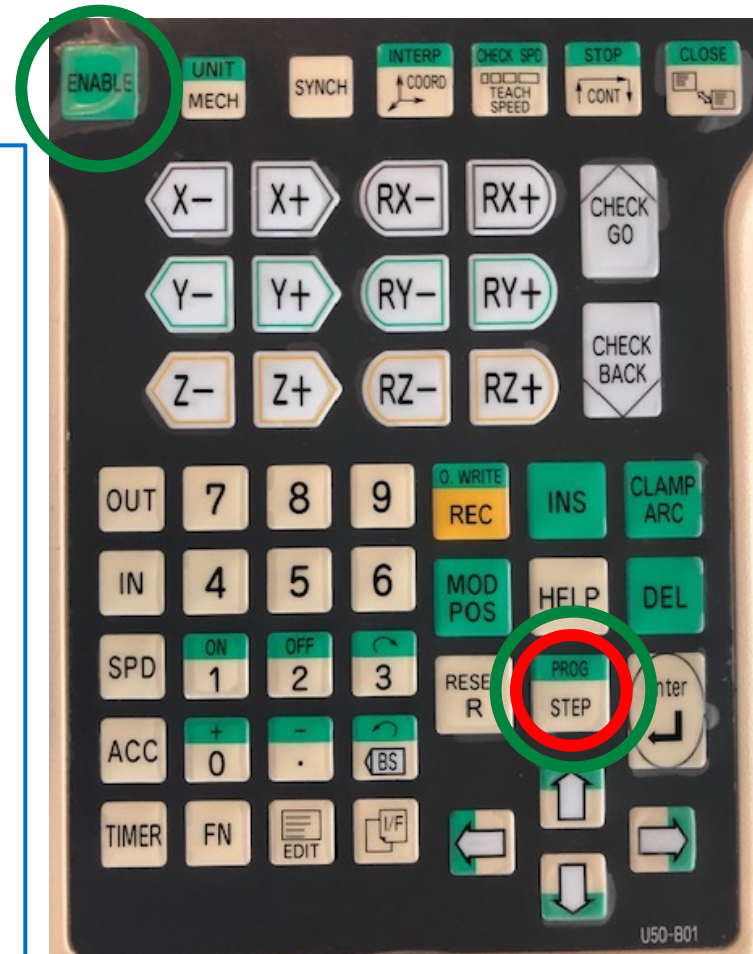 ENABLE
UNIT
MECH
SYNCH
INTERP
COORD
CHECK SPD
TEACH
SPEED
STOP
CONT
CLOSE
X-
X+
RX-
RX+
CHECK
GO
Y-
Y+
RY-
RY+
Z-
Z+
RZ-
RZ+
CHECK
BACK
OUT
7
8
9
O. WRITE
REC
INS
CLAMP
ARC
IN
4
5
6
MOD
POS
HELP
DEL
SPD
ON
1
OFF
2
3
RESE
R
PROG
STEP
nter
ACC
+
0
-
.
BS
TIMER
FN
EDIT
I/F
U50-B01